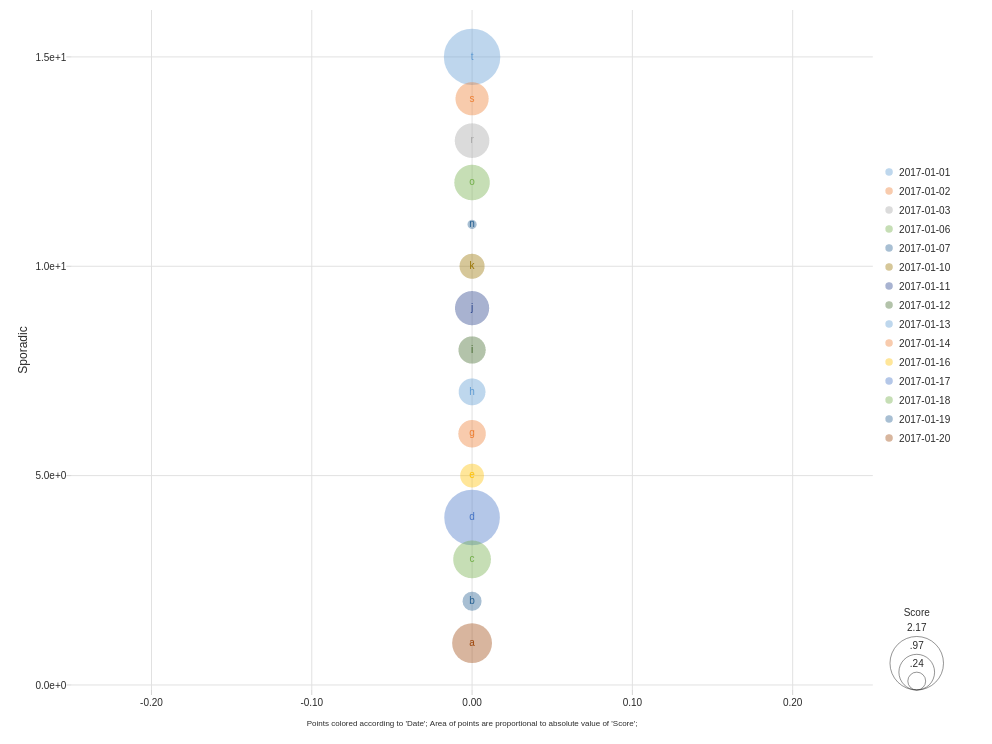 1.5e+1
1.0e+1
5.0e+0
0.0e+0
Sporadic
t
s
r
o
n
k
j
i
h
g
e
d
c
b
a
-0.20 -0.10 0.00 0.10 0.20
Points colored according to 'Date'; Area of points are proportional to absolute value of 'Score';
2017-01-01
2017-01-02
2017-01-03
2017-01-06
2017-01-07
2017-01-10
2017-01-11
2017-01-12
2017-01-13
2017-01-14
2017-01-16
2017-01-17
2017-01-18
2017-01-19
2017-01-20
Score
2.17
.97
.24